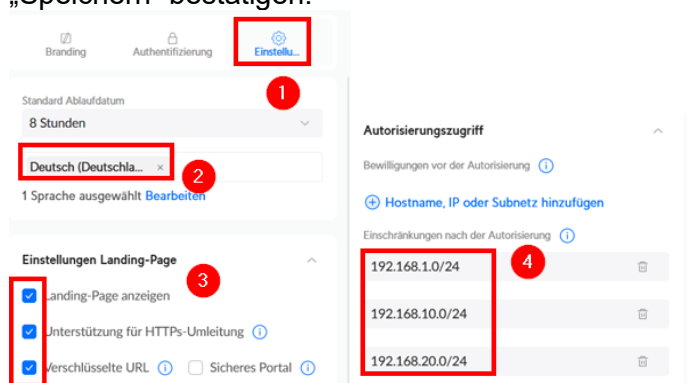 „Speichern“ bestätigen.
Branding
Authentifizierung
Einstellu...
1
Standard Ablaufdatum
8 Stunden
Deutsch (Deutschla... ×
2
1 Sprache ausgewählt Bearbeiten
Einstellungen Landing-Page
3
Landing-Page anzeigen
Unterstützung für HTTPs-Umleitung
Verschlüsselte URL
Sicheres Portal
Autorisierungszugriff
Bewilligungen vor der Autorisierung
Hostname, IP oder Subnetz hinzufügen
Einschränkungen nach der Autorisierung
192.168.1.0/24
4
192.168.10.0/24
192.168.20.0/24